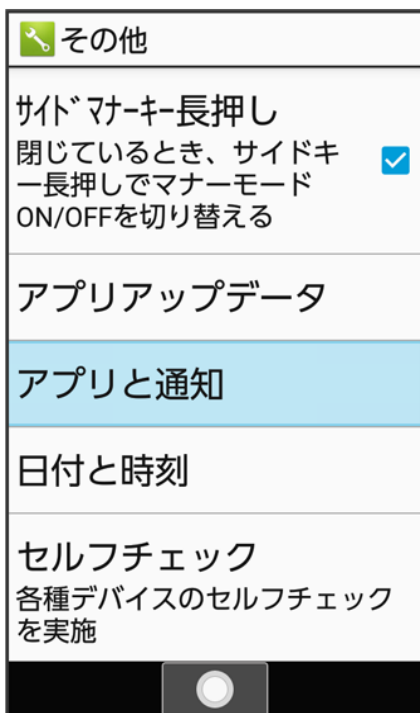 その他
サイドマナーキー長押し
閉じているとき、サイドキ
ー長押しでマナーモード
ON/OFFを切り替える
アプリアップデータ
アプリと通知
日付と時刻
セルフチェック
各種デバイスのセルフチェック
を実施